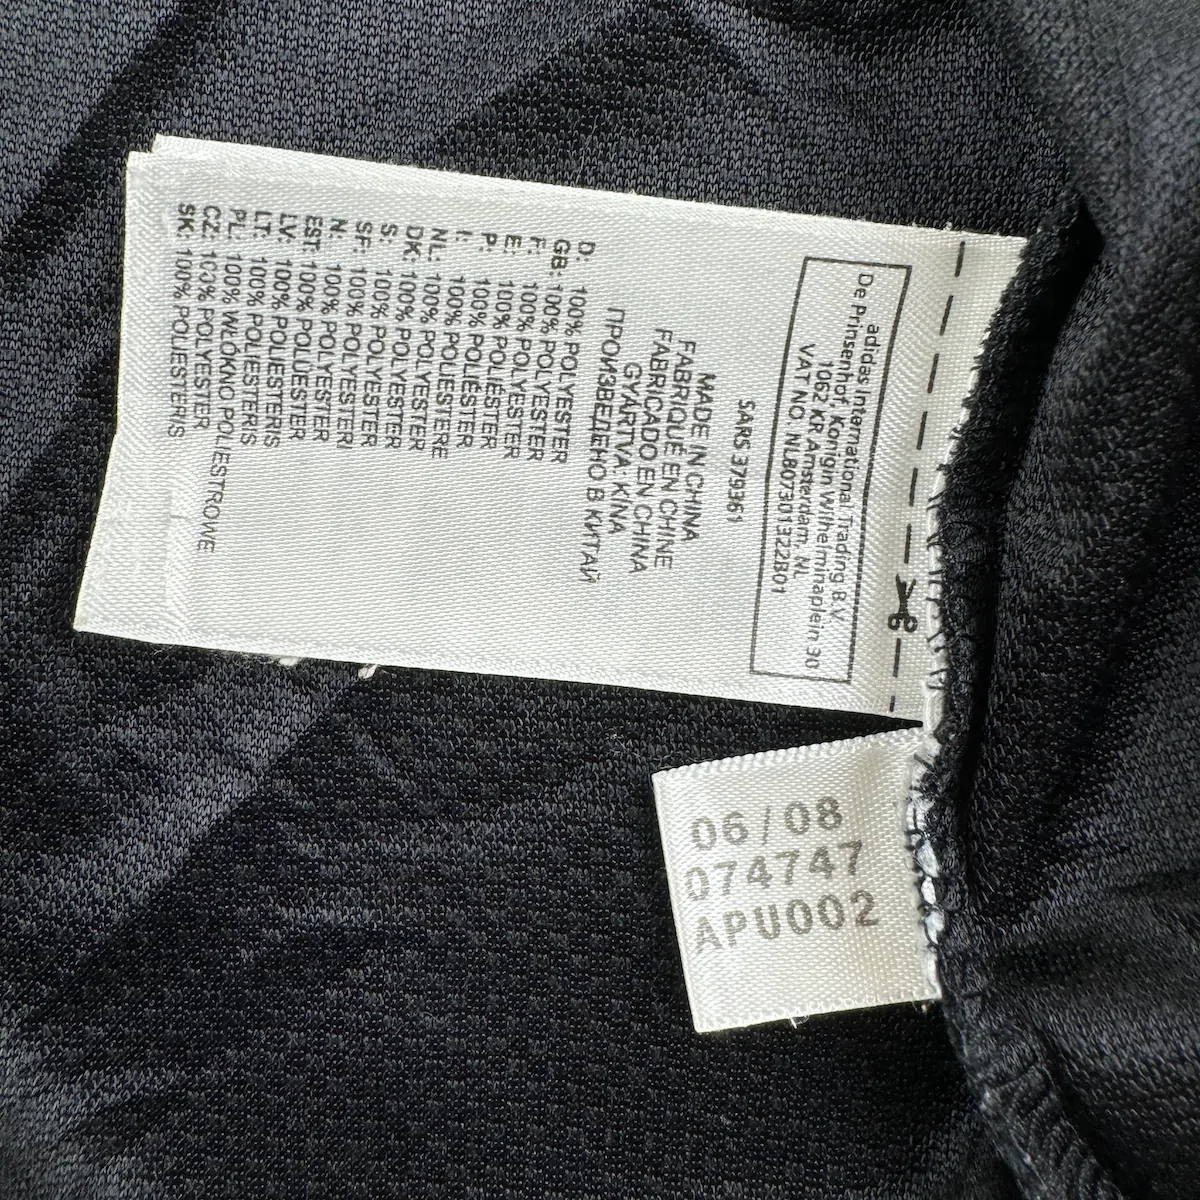 adidas International Trading B.V.
De Prinsenhof, Koningin Wilhelminaplein 30
1062 KR Amsterdam, NL
VAT NO. NL807301322B01
SARS 379361
MADE IN CHINA
FABRIQUÉ EN CHINE
FABRICADO EN CHINA
GYÁRTVA. KÍNA
ПРОИЗВЕДЕНО В КИТАЙ
D: 100% POLYESTER
GB: 100% POLYESTER
F: 100% POLYESTER
E: 100% POLIÉSTER
P: 100% POLIÉSTER
I: 100% POLIESTERE
NL: 100% POLYESTER
DK: 100% POLYESTER
S: 100% POLYESTER
SF: 100% POLYESTERI
N: 100% POLYESTER
EST: 100% POLÜESTER
LV: 100% POLIESTERIS
LT: 100% POLIESTERIS
PL: 100% WLÓKNO POLIESTROWE
CZ: 100% POLYESTER
SK: 100% POLIESTERIS
06/08
074747
APU002